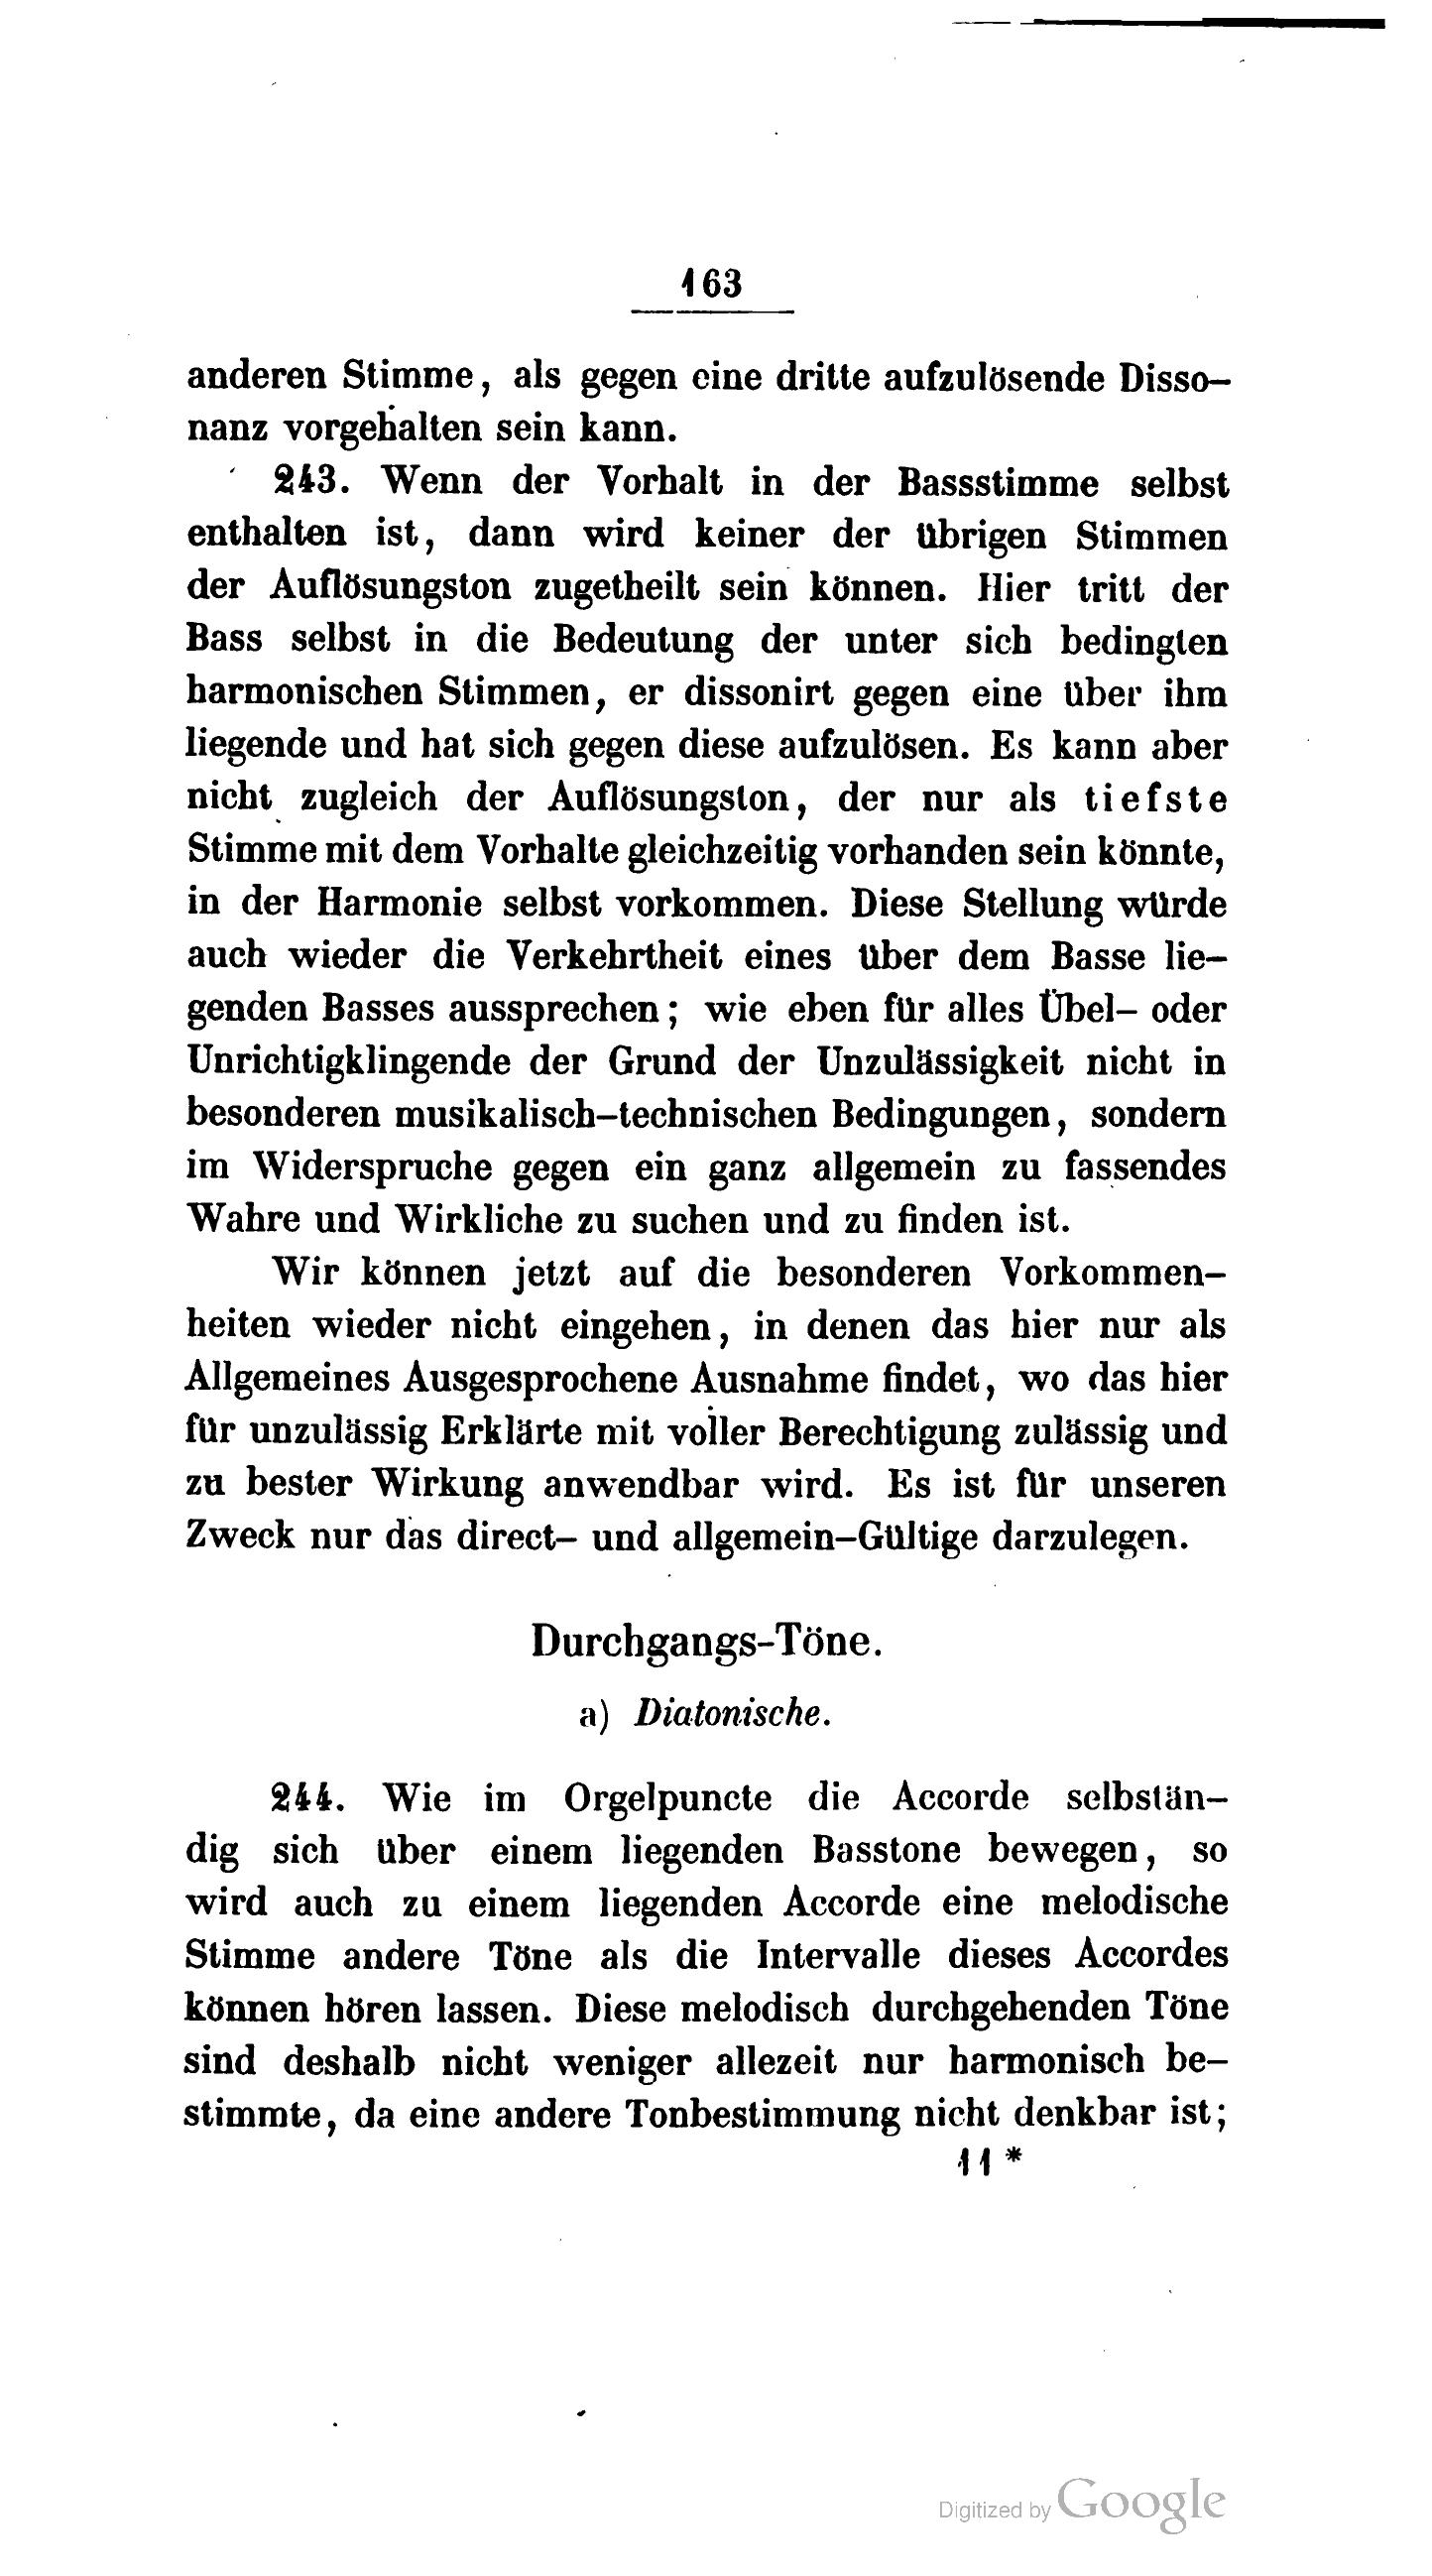 163
anderen Stimme, als gegen eine dritte aufzulösende Disso-
nanz vorgehalten sein kann.
243. Wenn der Vorhalt in der Bassstimme selbst
enthalten ist, dann wird keiner der übrigen Stimmen
der Auflösungston zugetheilt sein können. Hier tritt der
Bass selbst in die Bedeutung der unter sich bedingten
harmonischen Stimmen, er dissonirt gegen eine über ihm
liegende und hat sich gegen diese aufzulösen. Es kann aber
nicht zugleich der Auflösungston, der nur als tiefste
Stimme mit dem Vorhalte gleichzeitig vorhanden sein könnte,
in der Harmonie selbst vorkommen. Diese Stellung würde
auch wieder die Verkehrtheit eines über dem Basse lie-
genden Basses aussprechen; wie eben für alles Übel- oder
Unrichtigklingende der Grund der Unzulässigkeit nicht in
besonderen musikalisch-technischen Bedingungen, sondern
im Widerspruche gegen ein ganz allgemein zu fassendes
Wahre und Wirkliche zu suchen und zu finden ist.
Wir können jetzt auf die besonderen Vorkommen-
heiten wieder nicht eingehen, in denen das hier nur als
Allgemeines Ausgesprochene Ausnahme findet, wo das hier
für unzulässig Erklärte mit voller Berechtigung zulässig und
zu bester Wirkung anwendbar wird. Es ist für unseren
Zweck nur das direct- und allgemein-Gültige darzulegen.
Durchgangs-Töne.
a) Diatonische.
244. Wie im Orgelpuncte die Accorde selbstän-
dig sich über einem liegenden Basstone bewegen, so
wird auch zu einem liegenden Accorde eine melodische
Stimme andere Töne als die Intervalle dieses Accordes
können hören lassen. Diese melodisch durchgehenden Töne
sind deshalb nicht weniger allezeit nur harmonisch be-
stimmte, da eine andere Tonbestimmung nicht denkbar ist;
11*
Digitized by Google